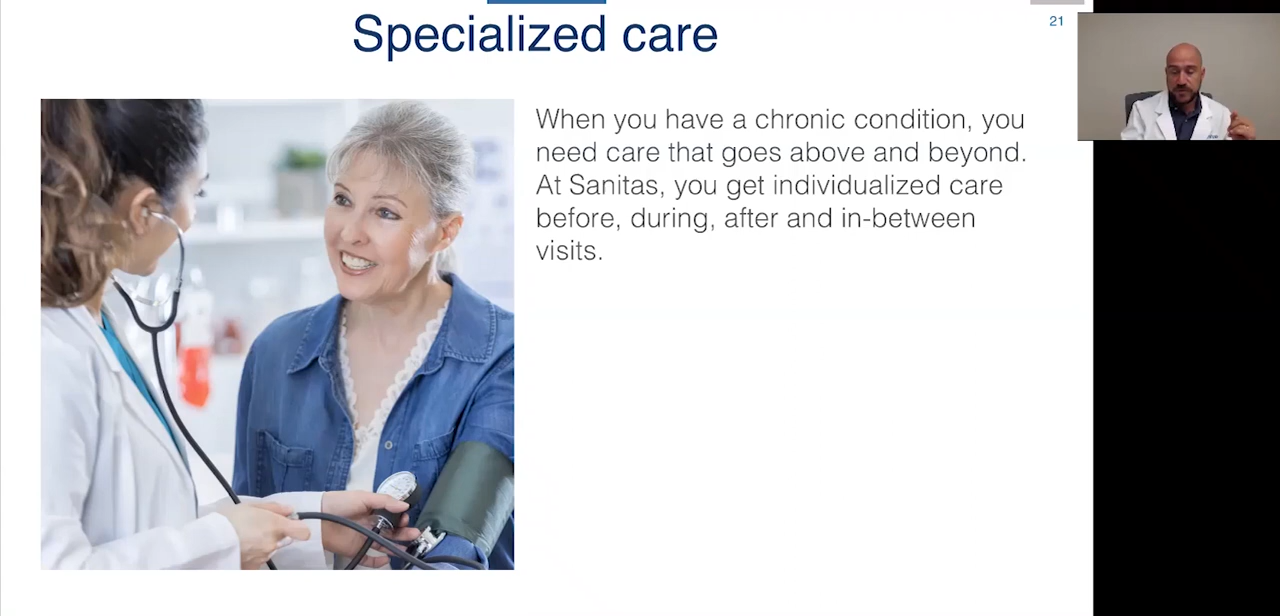 Specialized care
21
When you have a chronic condition, you
need care that goes above and beyond.
At Sanitas, you get individualized care
before, during, after and in-between
visits.